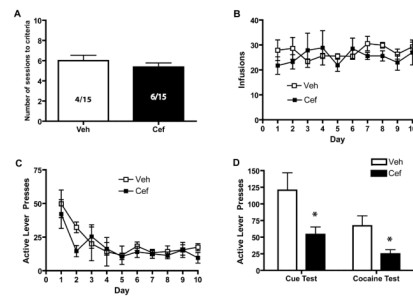 A
Number of sessions to criteria
8
6
4
2
0
4/15
6/15
Veh
Cef
B
Infusions
40
30
20
10
0
Veh
Cef
0 1 2 3 4 5 6 7 8 9 10
Day
C
Active Lever Presses
75
50
25
0
Veh
Cef
0 1 2 3 4 5 6 7 8 9 10
Day
D
Active Lever Presses
150
125
100
75
50
25
0
Veh
Cef
*
*
Cue Test
Cocaine Test